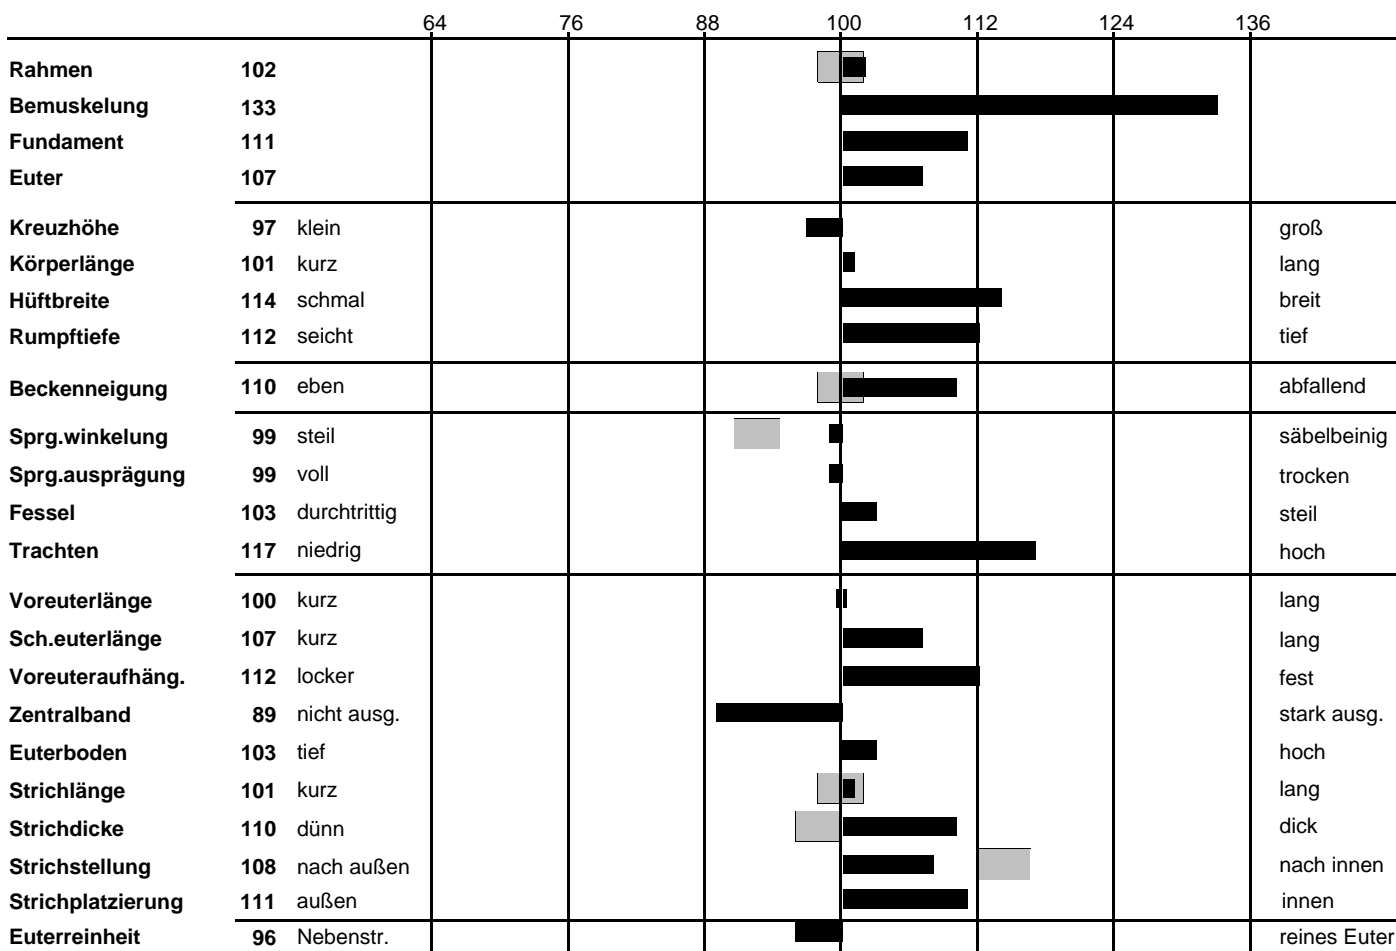 64 76 88 100 112 124 136
Rahmen 102
Bemuskelung 133
Fundament 111
Euter 107
Kreuzhöhe 97 klein groß
Körperlänge 101 kurz lang
Hüftbreite 114 schmal breit
Rumpftiefe 112 seicht tief
Beckenneigung 110 eben abfallend
Sprg.winkelung 99 steil säbelbeinig
Sprg.ausprägung 99 voll trocken
Fessel 103 durchtrittig steil
Trachten 117 niedrig hoch
Voreuterlänge 100 kurz lang
Sch.euterlänge 107 kurz lang
Voreuteraufhäng. 112 locker fest
Zentralband 89 nicht ausg. stark ausg.
Euterboden 103 tief hoch
Strichlänge 101 kurz lang
Strichdicke 110 dünn dick
Strichstellung 108 nach außen nach innen
Strichplatzierung 111 außen innen
Euterreinheit 96 Nebenstr. reines Euter